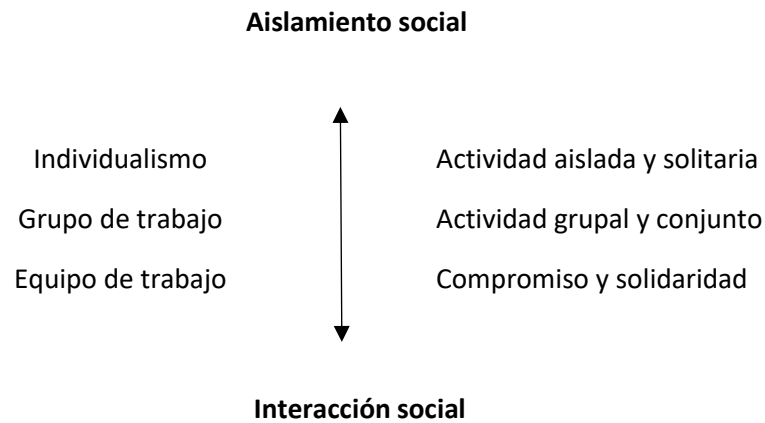 Aislamiento social
Individualismo Actividad aislada y solitaria
Grupo de trabajo Actividad grupal y conjunto
Equipo de trabajo Compromiso y solidaridad
Interacción social